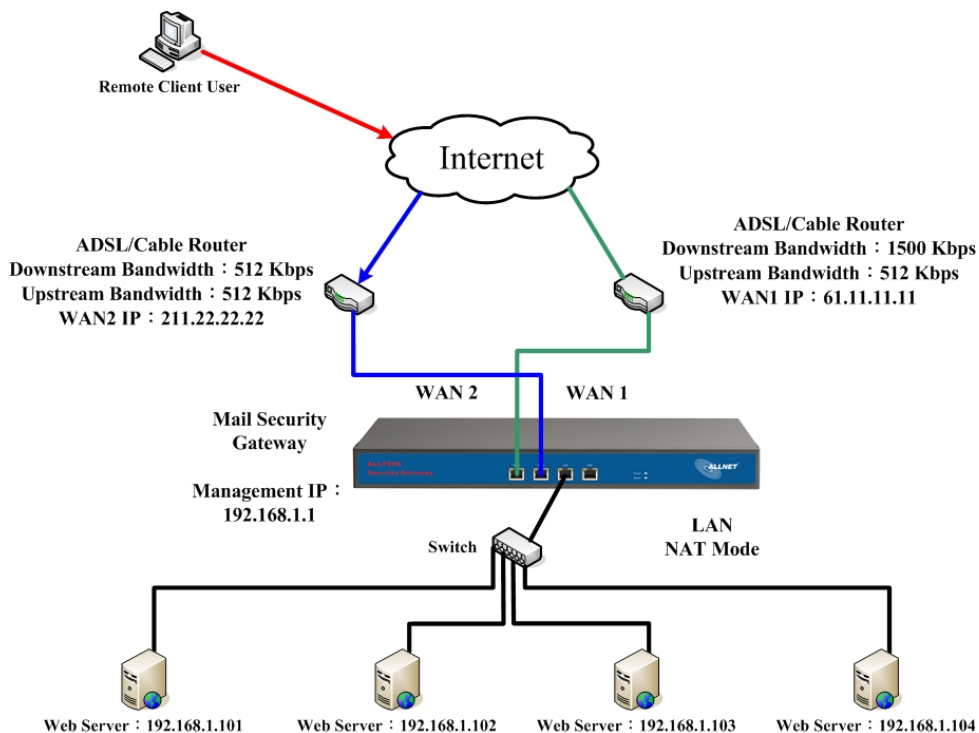 Remote Client User
Internet
ADSL/Cable Router
Downstream Bandwidth：512 Kbps
Upstream Bandwidth：512 Kbps
WAN2 IP：211.22.22.22
ADSL/Cable Router
Downstream Bandwidth：1500 Kbps
Upstream Bandwidth：512 Kbps
WAN1 IP：61.11.11.11
WAN 2
WAN 1
Mail Security
Gateway
Security Gateway
ALLNET
Management IP：
192.168.1.1
LAN
NAT Mode
Switch
Web Server：192.168.1.101
Web Server：192.168.1.102
Web Server：192.168.1.103
Web Server：192.168.1.104